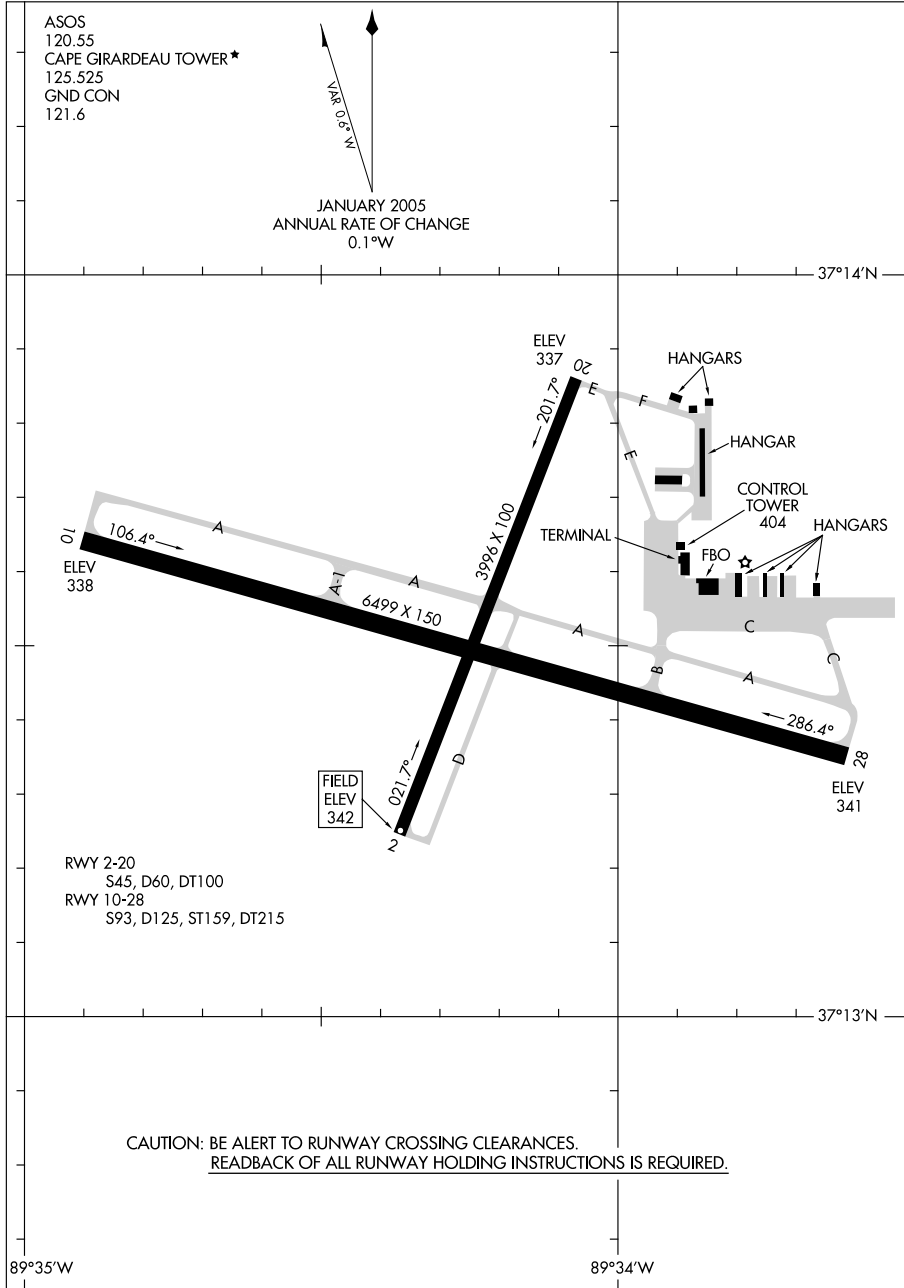 ASOS
120.55
CAPE GIRARDEAU TOWER★
125.525
GND CON
121.6
VAR 0.6° W
JANUARY 2005
ANNUAL RATE OF CHANGE
0.1°W
37°14'N
ELEV
337
20
201.7°
HANGARS
E
F
E
HANGAR
CONTROL
TOWER
404
HANGARS
TERMINAL
FBO
10
106.4°
ELEV
338
A
A-1
A
3996 X 100
6499 X 150
A
C
C
B
A
286.4°
28
ELEV
341
D
021.7°
FIELD
ELEV
342
2
RWY 2-20
S45, D60, DT100
RWY 10-28
S93, D125, ST159, DT215
37°13'N
CAUTION: BE ALERT TO RUNWAY CROSSING CLEARANCES.
READBACK OF ALL RUNWAY HOLDING INSTRUCTIONS IS REQUIRED.
89°35'W
89°34'W